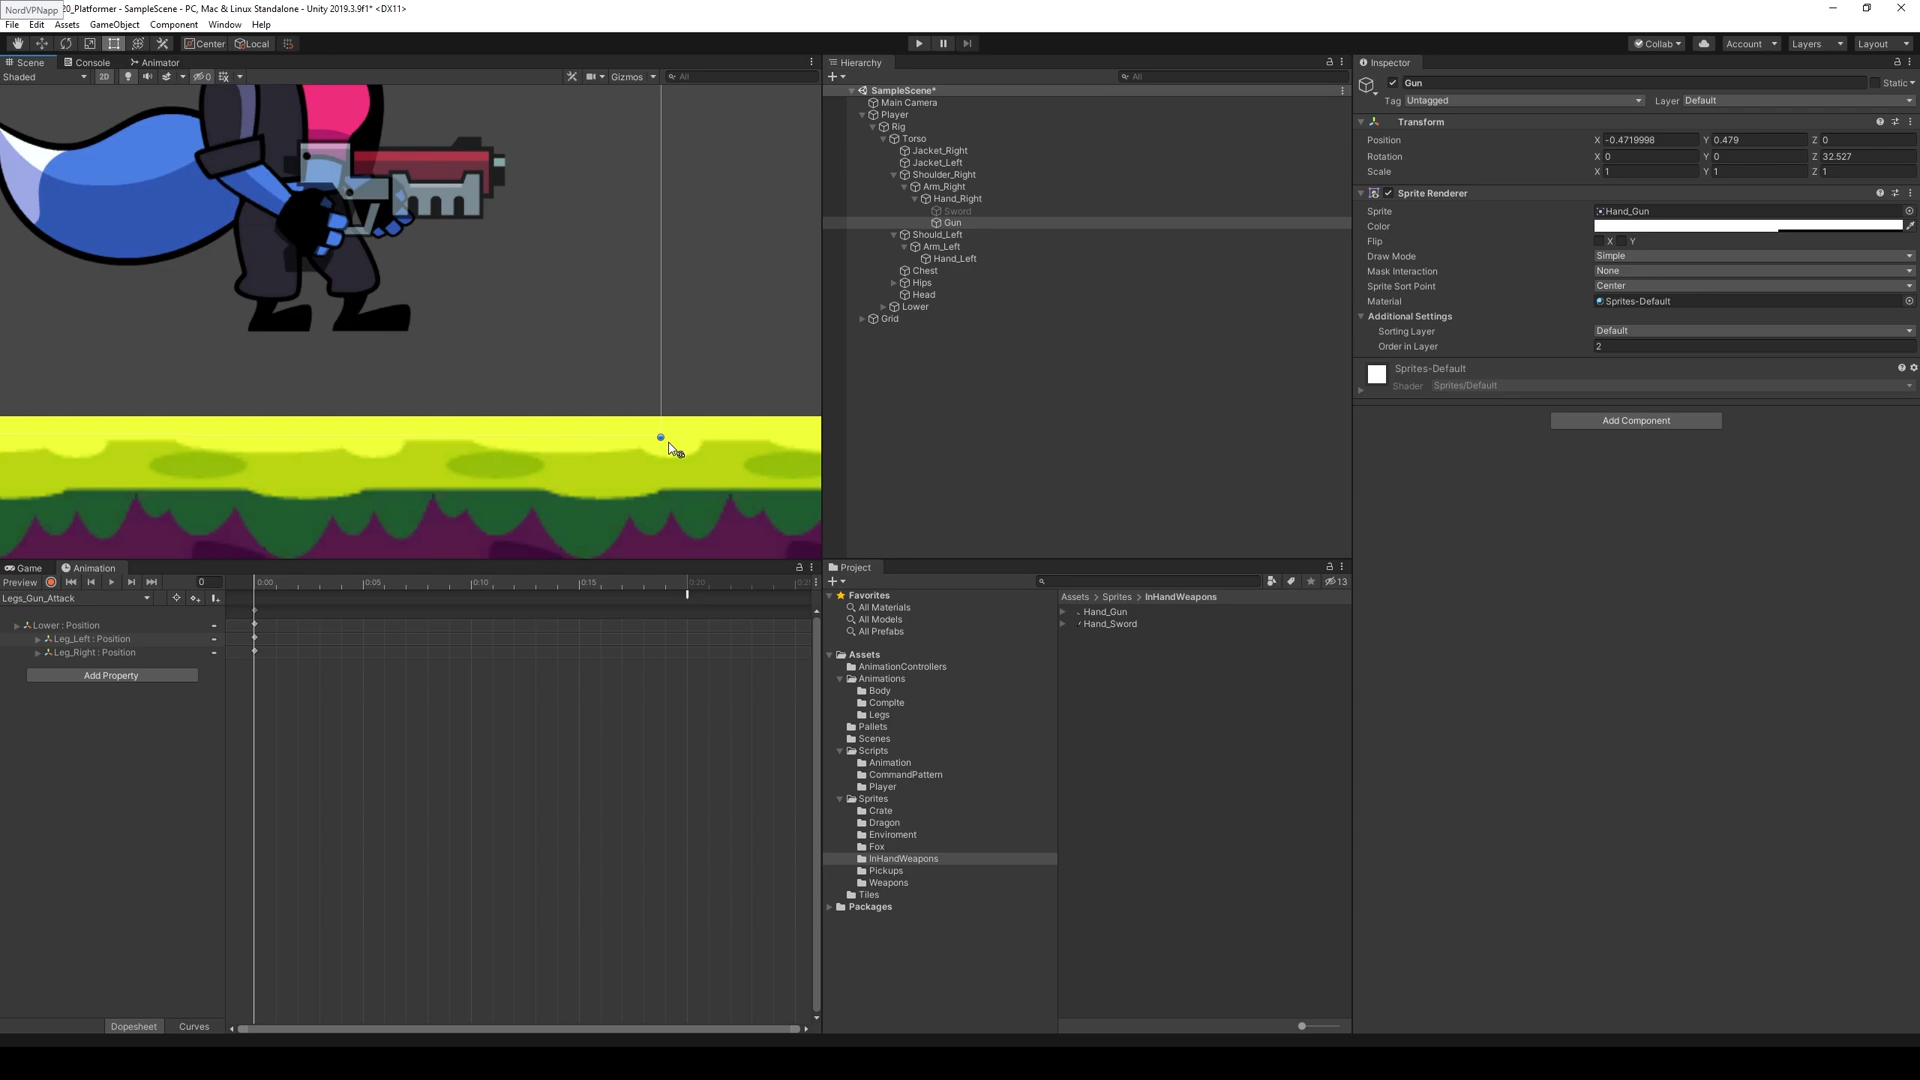 NordVPNapp 20_Platformer - SampleScene - PC, Mac & Linux Standalone - Unity 2019.3.9f1* <DX11>
File Edit Assets GameObject Component Window Help
Center Local Collab Account Layers Layout
Scene Console Animator
Shaded 2D 0 Gizmos All
Hierarchy
All
SampleScene*
Main Camera
Player
Rig
Torso
Jacket_Right
Jacket_Left
Shoulder_Right
Arm_Right
Hand_Right
Sword
Gun
Should_Left
Arm_Left
Hand_Left
Chest
Hips
Head
Lower
Grid
Inspector
Gun Static
Tag Untagged Layer Default
Transform
Position X -0.4719998 Y 0.479 Z 0
Rotation X 0 Y 0 Z 32.527
Scale X 1 Y 1 Z 1
Sprite Renderer
Sprite Hand_Gun
Color
Flip X Y
Draw Mode Simple
Mask Interaction None
Sprite Sort Point Center
Material Sprites-Default
Additional Settings
Sorting Layer Default
Order in Layer 2
Sprites-Default
Shader Sprites/Default
Add Component
Game Animation
Preview 0 0:00 0:05 0:10 0:15 0:20
Legs_Gun_Attack
Lower : Position
Leg_Left : Position
Leg_Right : Position
Add Property
Dopesheet Curves
Project
13
Favorites
All Materials
All Models
All Prefabs
Assets
AnimationControllers
Animations
Body
Complte
Legs
Pallets
Scenes
Scripts
Animation
CommandPattern
Player
Sprites
Crate
Dragon
Enviroment
Fox
InHandWeapons
Pickups
Weapons
Tiles
Packages
Assets Sprites InHandWeapons
Hand_Gun
Hand_Sword